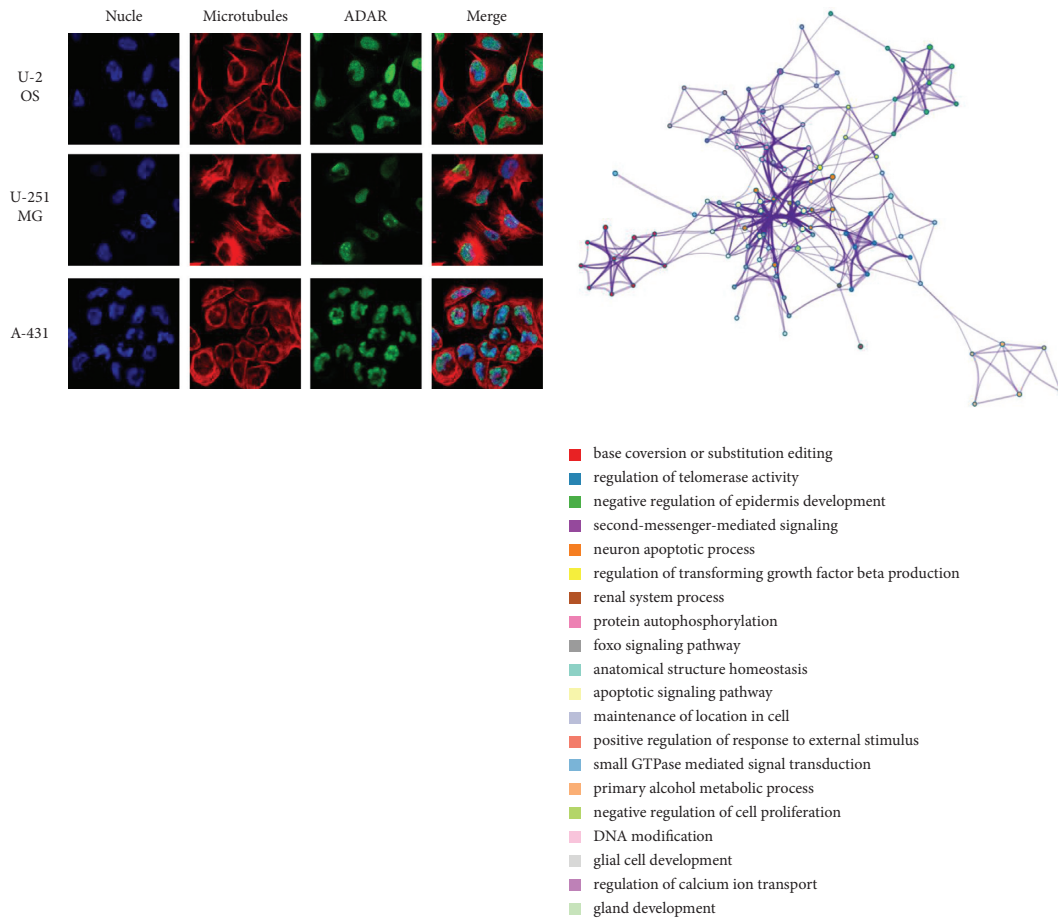 Nucle Microtubules ADAR Merge
U-2
OS
U-251
MG
A-431
base coversion or substitution editing
regulation of telomerase activity
negative regulation of epidermis development
second-messenger-mediated signaling
neuron apoptotic process
regulation of transforming growth factor beta production
renal system process
protein autophosphorylation
foxo signaling pathway
anatomical structure homeostasis
apoptotic signaling pathway
maintenance of location in cell
positive regulation of response to external stimulus
small GTPase mediated signal transduction
primary alcohol metabolic process
negative regulation of cell proliferation
DNA modification
glial cell development
regulation of calcium ion transport
gland development